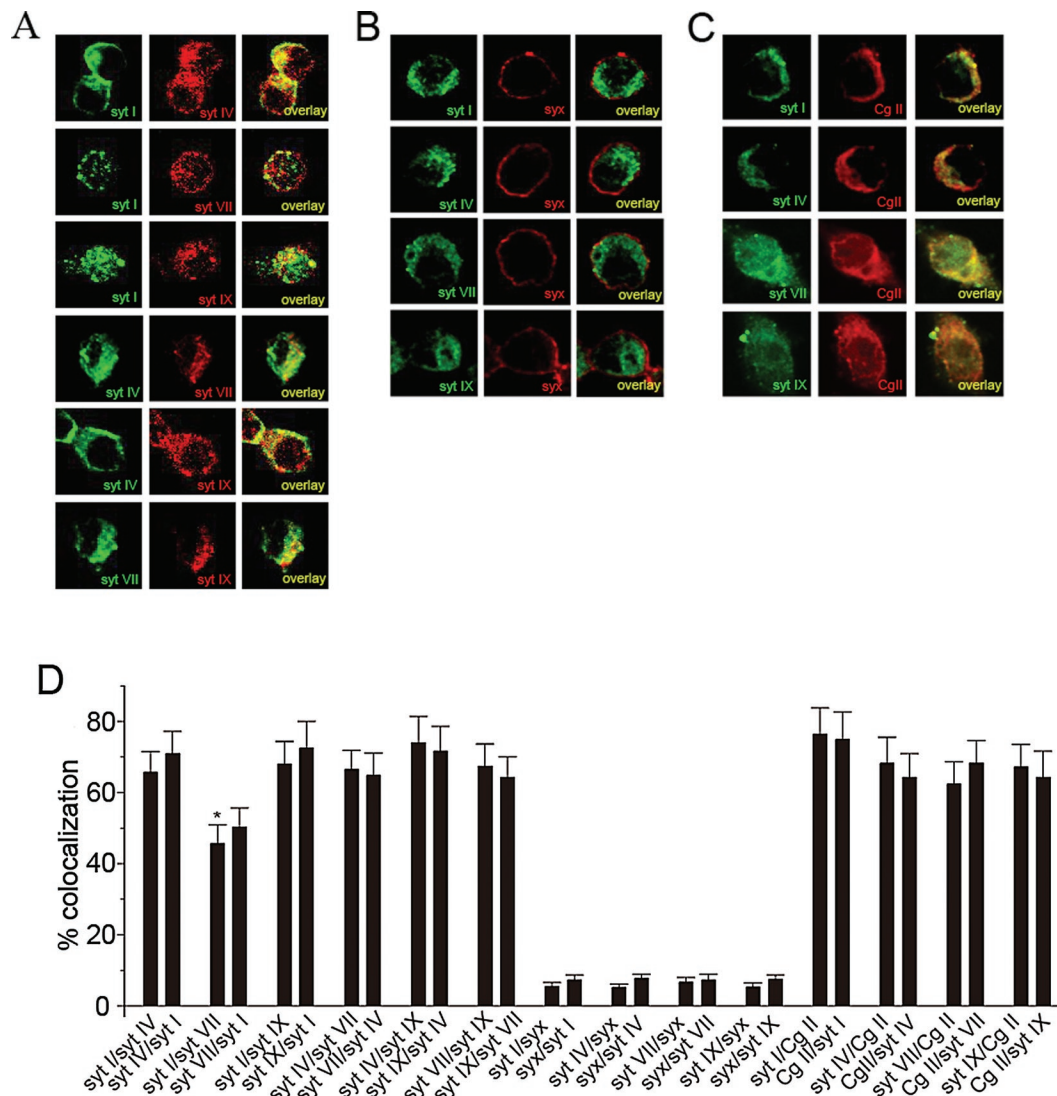 A
syt I syt IV overlay
syt I syt VII overlay
syt I syt IX overlay
syt IV syt VII overlay
syt IV syt IX overlay
syt VII syt IX overlay
B
syt I syx overlay
syt IV syx overlay
syt VII syx overlay
syt IX syx overlay
C
syt I Cg II overlay
syt IV CgII overlay
syt VII CgII overlay
syt IX CgII overlay
D
% colocalization
80
60
40
20
0
*
syt I/syt IV
syt IV/syt I
syt I/syt VII
syt VII/syt I
syt I/syt IX
syt IX/syt I
syt IV/syt VII
syt VII/syt IV
syt IV/syt IX
syt IX/syt IV
syt VII/syt IX
syt IX/syt VII
syt I/syx
syx/syt I
syt IV/syx
syx/syt IV
syt VII/syx
syx/syt VII
syt IX/syx
syx/syt IX
syt I/Cg II
Cg II/syt I
syt IV/Cg II
CgII/syt IV
syt VII/Cg II
Cg II/syt VII
syt IX/Cg II
Cg II/syt IX